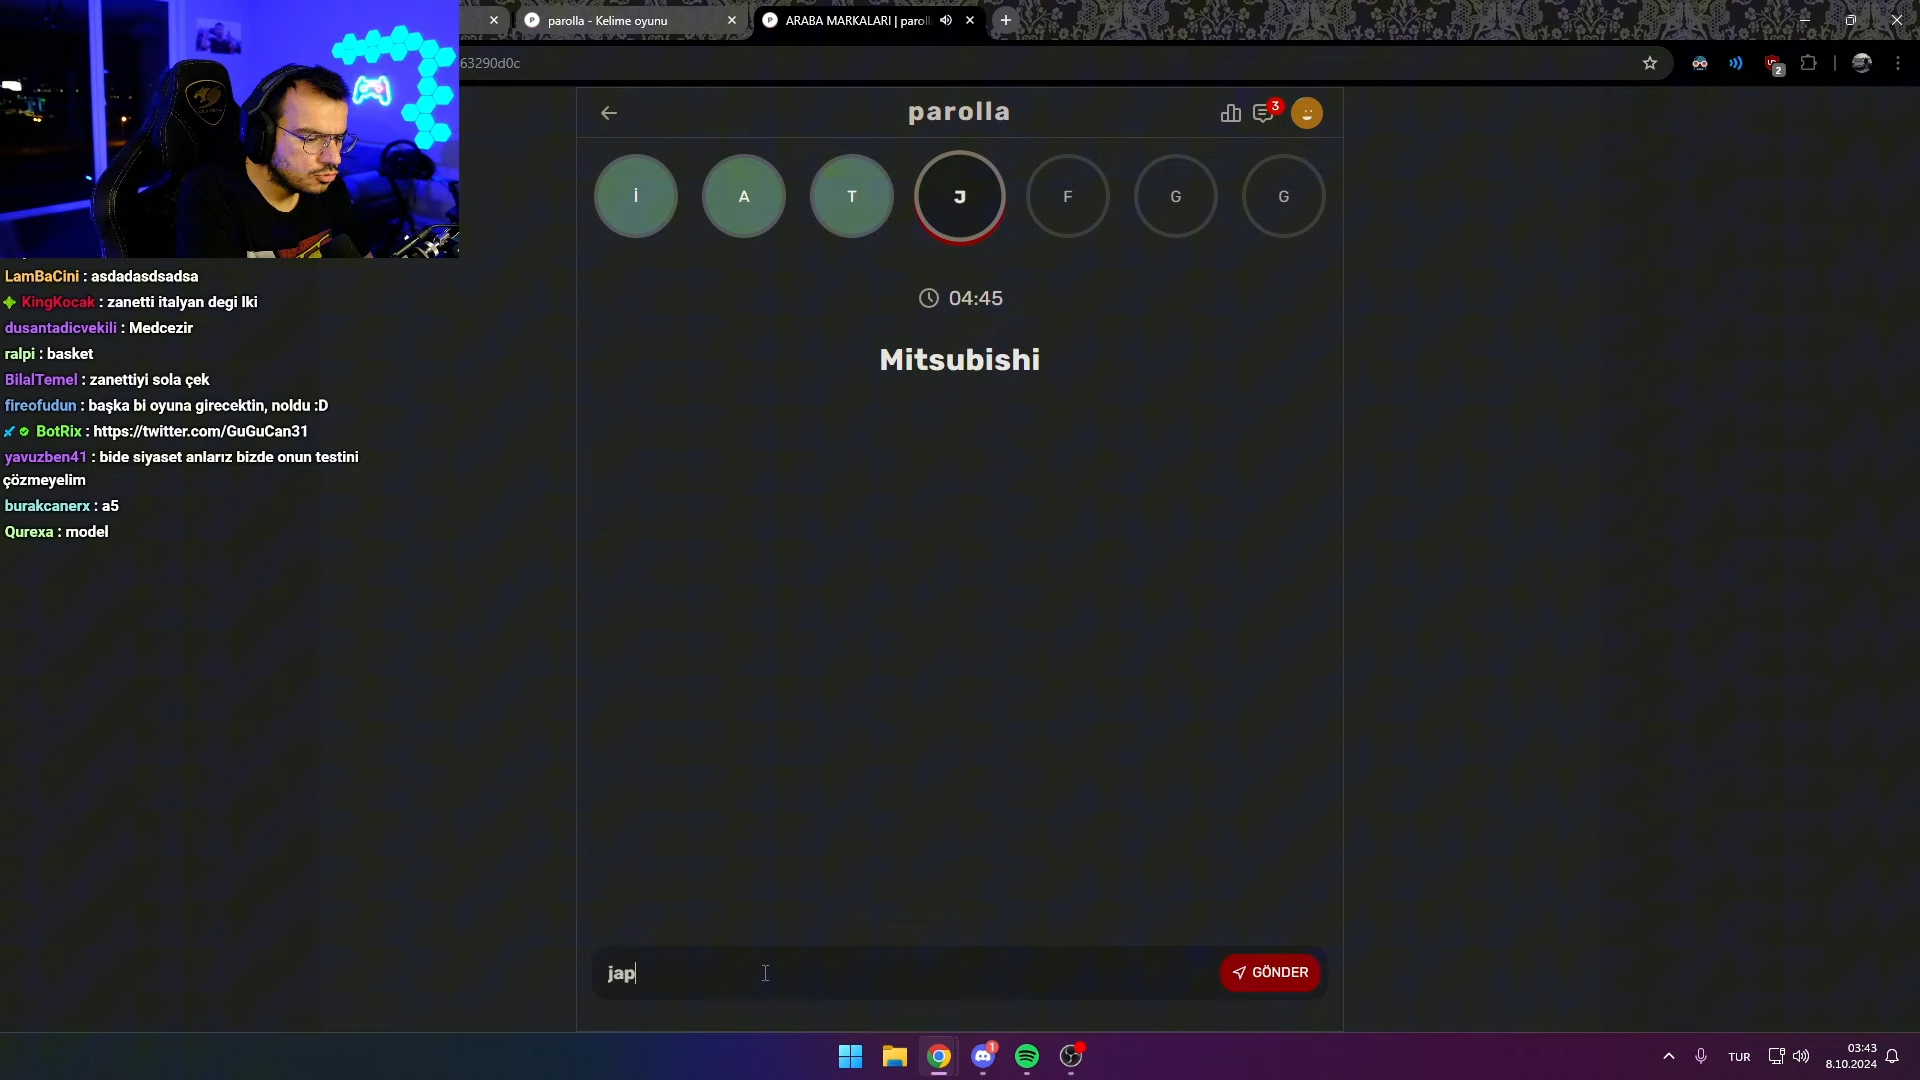 parolla - Kelime oyunu
ARABA MARKALARI | paroll
63290d0c
2
parolla
3
İ
A
T
J
F
G
G
04:45
Mitsubishi
LamBaCini : asdadasdsadsa
KingKocak : zanetti italyan degi lki
dusantadicvekili : Medcezir
ralpi : basket
BilalTemel : zanettiyi sola çek
fireofudun : başka bi oyuna girecektin, noldu :D
BotRix : https://twitter.com/GuGuCan31
yavuzben41 : bide siyaset anlarız bizde onun testini
çözmeyelim
burakcanerx : a5
Qurexa : model
jap
GÖNDER
1
TUR
03:43
8.10.2024